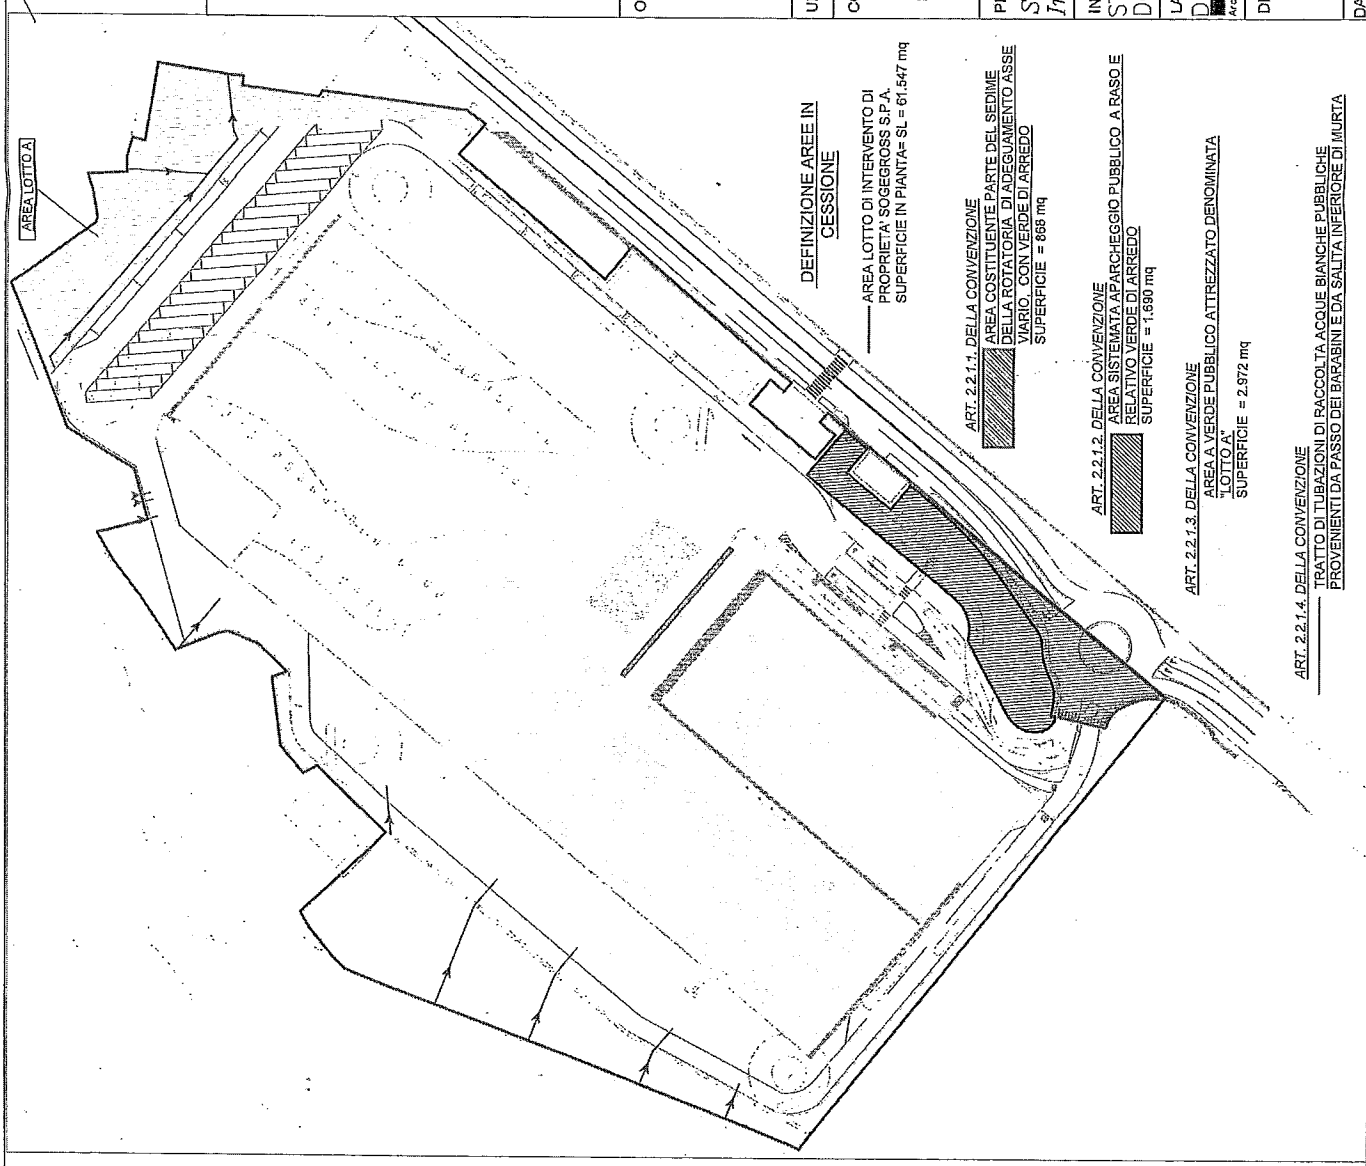 AREA LOTTO A
DEFINIZIONE AREE IN
CESSIONE
AREA LOTTO DI INTERVENTO DI
PROPRIETA' SOGEGROSS S.P.A.
SUPERFICIE IN PIANTA= SL = 61.547 mq
ART. 2.2.1.1. DELLA CONVENZIONE
AREA COSTITUENTE PARTE DEL SEDIME
DELLA ROTATORIA DI ADEGUAMENTO ASSE
VIARIO, CON VERDE DI ARREDO
SUPERFICIE = 868 mq
ART. 2.2.1.2. DELLA CONVENZIONE
AREA SISTEMATA A PARCHEGGIO PUBBLICO A RASO E
RELATIVO VERDE DI ARREDO
SUPERFICIE = 1.690 mq
ART. 2.2.1.3. DELLA CONVENZIONE
AREA A VERDE PUBBLICO ATTREZZATO DENOMINATA
"LOTTO A"
SUPERFICIE = 2.972 mq
ART. 2.2.1.4. DELLA CONVENZIONE
TRATTO DI TUBAZIONI DI RACCOLTA ACQUE BIANCHE PUBBLICHE
PROVENIENTI DA PASSO DEI BARABINI E DA SALITA INFERIORE DI MURTA